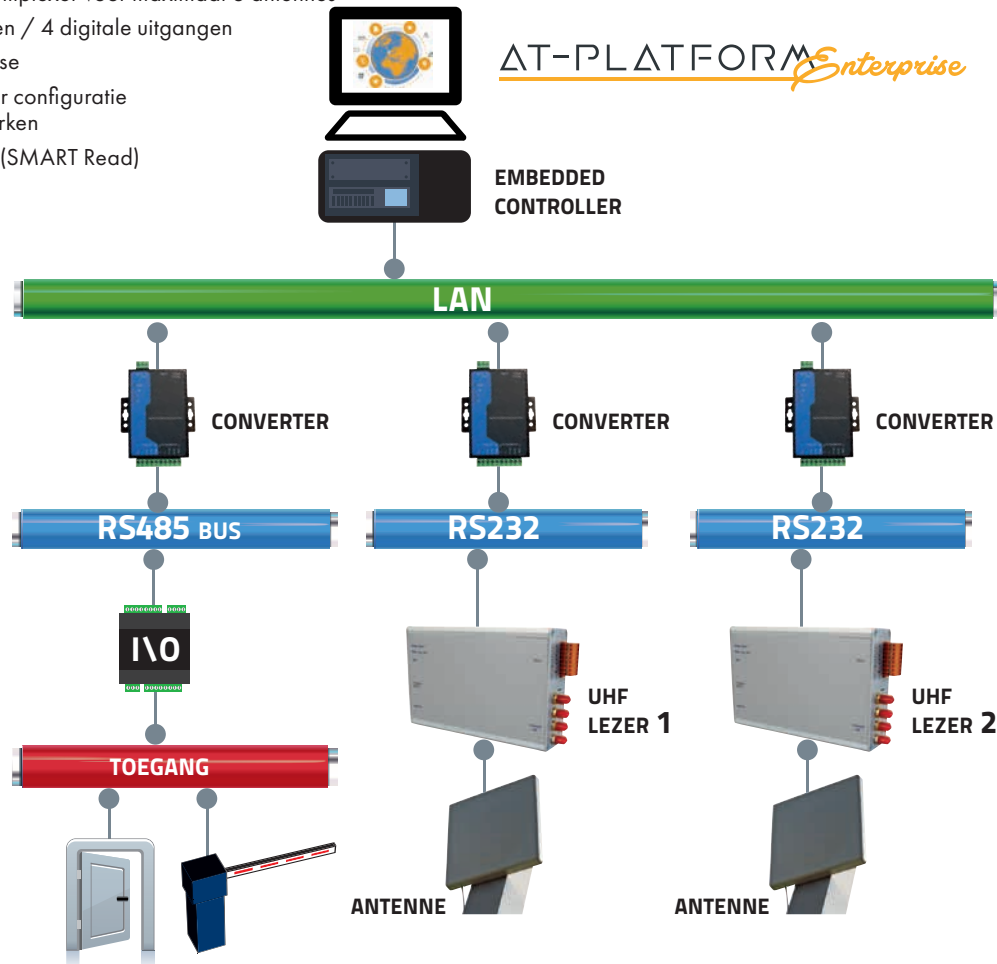 en / 4 digitale uitgangen
se
r configuratie
rken
(SMART Read)
AT-PLATFORM Enterprise
EMBEDDED
CONTROLLER
LAN
CONVERTER
CONVERTER
CONVERTER
RS485 BUS
RS232
RS232
I\O
UHF
LEZER 1
UHF
LEZER 2
TOEGANG
ANTENNE
ANTENNE